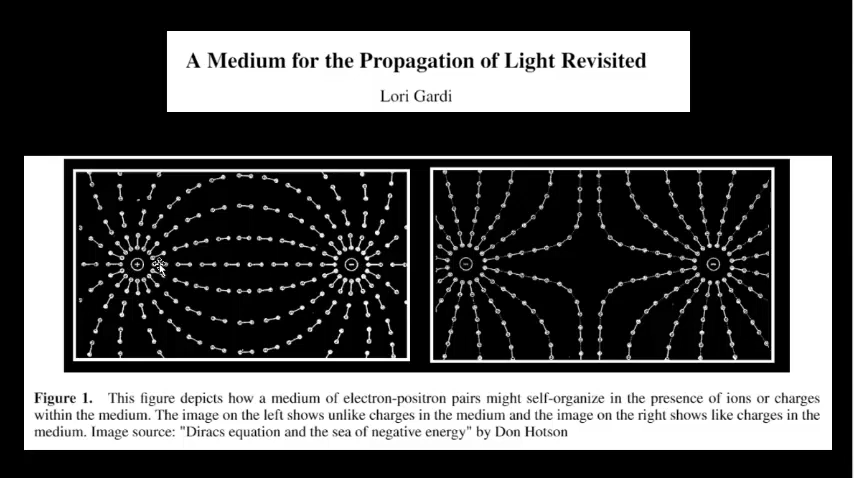 A Medium for the Propagation of Light Revisited
Lori Gardi
+
−
−
−
Figure 1. This figure depicts how a medium of electron-positron pairs might self-organize in the presence of ions or charges
within the medium. The image on the left shows unlike charges in the medium and the image on the right shows like charges in the
medium. Image source: "Diracs equation and the sea of negative energy" by Don Hotson